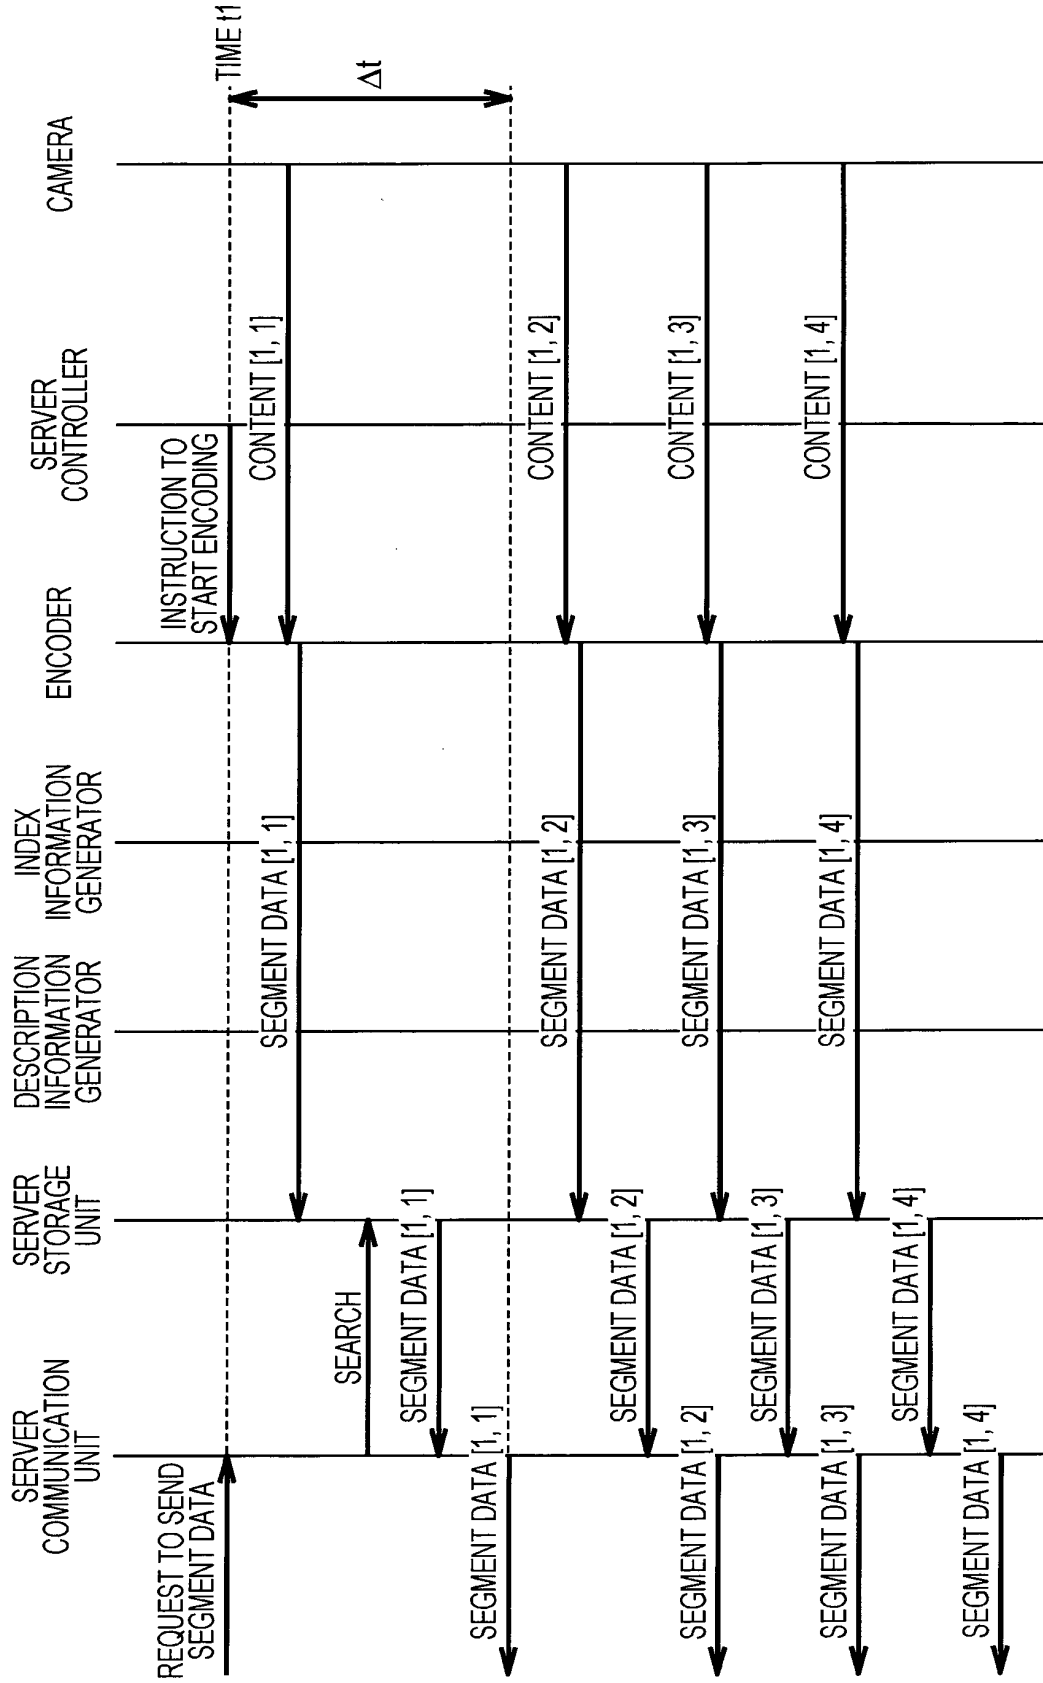 SERVER
COMMUNICATION
UNIT
SERVER
STORAGE
UNIT
DESCRIPTION
INFORMATION
GENERATOR
INDEX
INFORMATION
GENERATOR
ENCODER
SERVER
CONTROLLER
CAMERA
REQUEST TO SEND
SEGMENT DATA
INSTRUCTION TO
START ENCODING
TIME t1
CONTENT [1, 1]
SEGMENT DATA [1, 1]
SEARCH
Δt
SEGMENT DATA [1, 1]
SEGMENT DATA [1, 1]
CONTENT [1, 2]
SEGMENT DATA [1, 2]
SEGMENT DATA [1, 2]
SEGMENT DATA [1, 2]
CONTENT [1, 3]
SEGMENT DATA [1, 3]
SEGMENT DATA [1, 3]
SEGMENT DATA [1, 3]
CONTENT [1, 4]
SEGMENT DATA [1, 4]
SEGMENT DATA [1, 4]
SEGMENT DATA [1, 4]